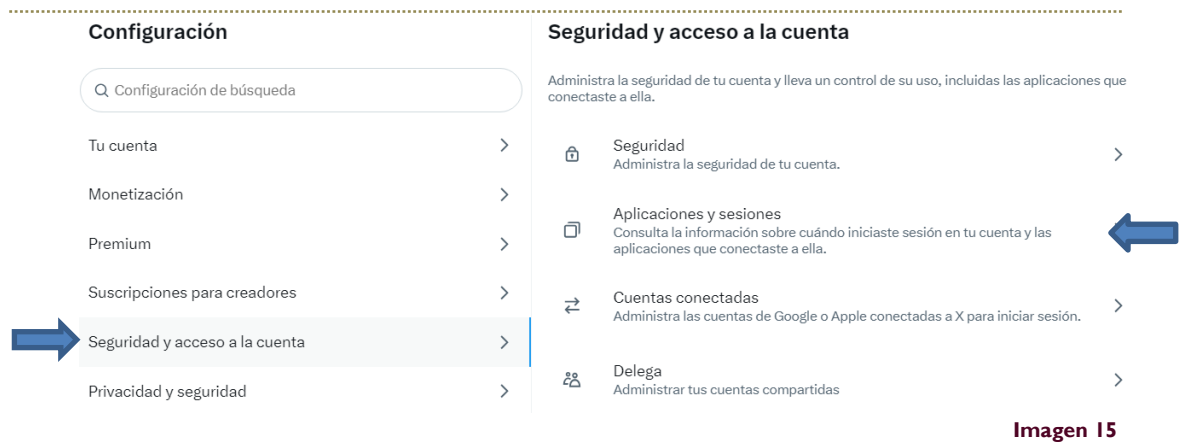 Configuración
Configuración de búsqueda
Tu cuenta
Monetización
Premium
Suscripciones para creadores
Seguridad y acceso a la cuenta
Privacidad y seguridad
Seguridad y acceso a la cuenta
Administra la seguridad de tu cuenta y lleva un control de su uso, incluidas las aplicaciones que
conectaste a ella.
Seguridad
Administra la seguridad de tu cuenta.
Aplicaciones y sesiones
Consulta la información sobre cuándo iniciaste sesión en tu cuenta y las
aplicaciones que conectaste a ella.
Cuentas conectadas
Administra las cuentas de Google o Apple conectadas a X para iniciar sesión.
Delega
Administrar tus cuentas compartidas
Imagen 15